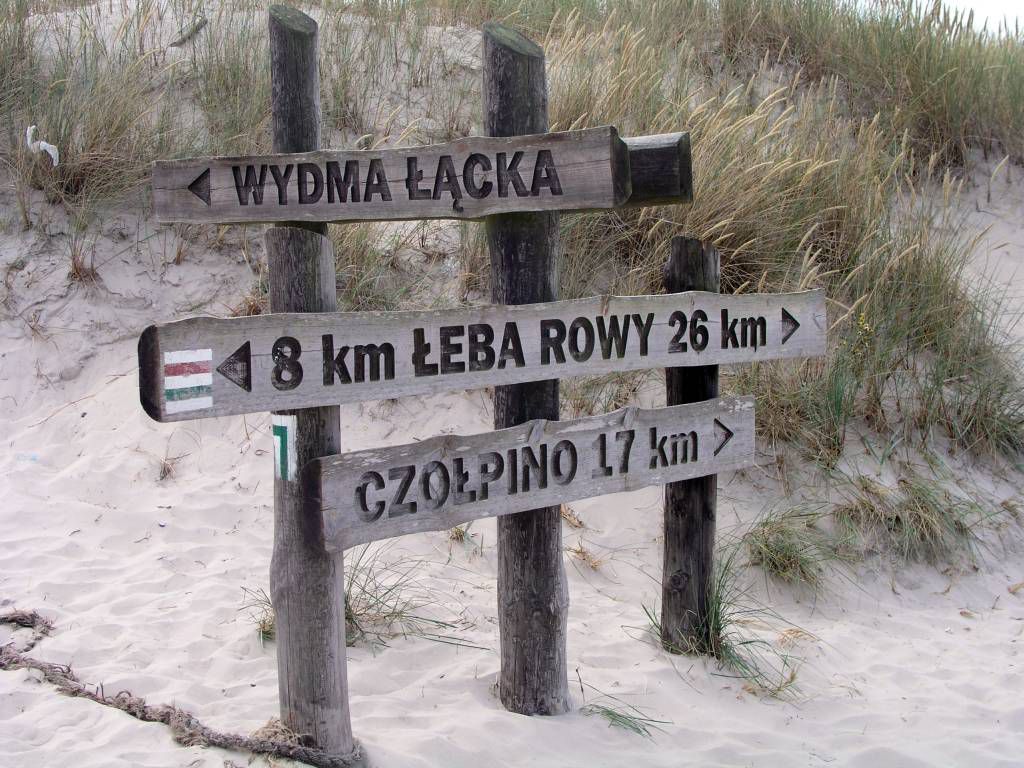 WYDMA ŁĄCKA
8 km ŁEBA ROWY 26 km
CZOŁPINO 17 km